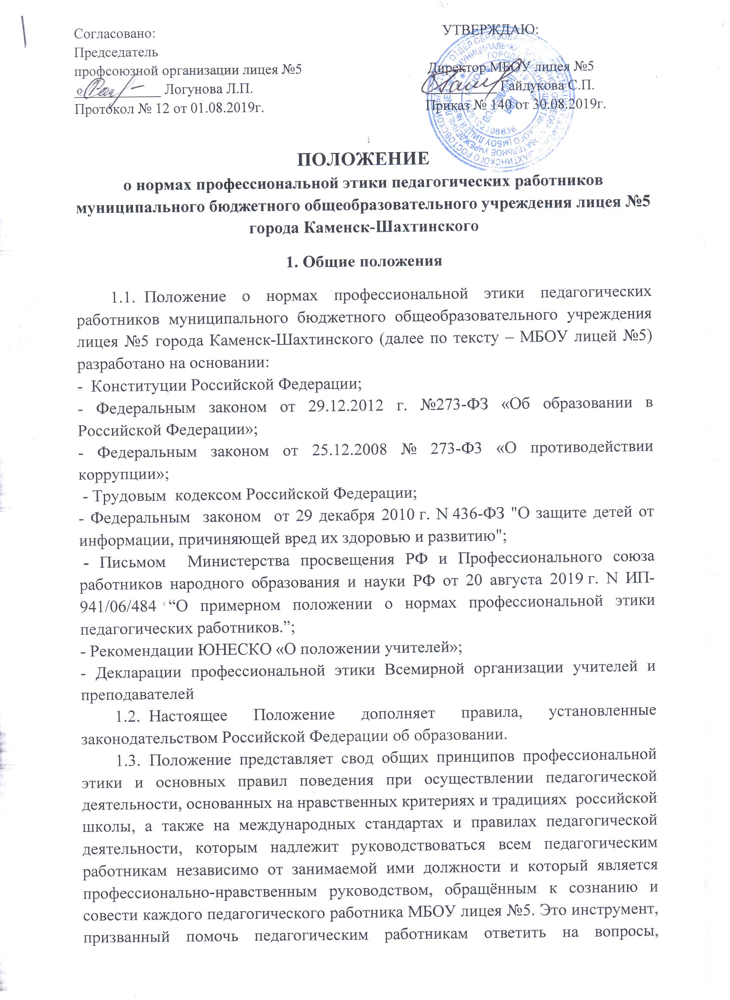 Согласовано:
УТВЕРЖДАЮ:
Председатель
профсоюзной организации лицея №5
Директор МБОУ лицея №5
____________ Логунова Л.П.
__________ Гайдукова С.П.
Протокол № 12 от 01.08.2019г.
Приказ № 140 от 30.08.2019г.
ПОЛОЖЕНИЕ
о нормах профессиональной этики педагогических работников
муниципального бюджетного общеобразовательного учреждения лицея №5
города Каменск-Шахтинского
1. Общие положения
1.1. Положение о нормах профессиональной этики педагогических
работников муниципального бюджетного общеобразовательного учреждения
лицея №5 города Каменск-Шахтинского (далее по тексту – МБОУ лицей №5)
разработано на основании:
- Конституции Российской Федерации;
- Федеральным законом от 29.12.2012 г. №273-ФЗ «Об образовании в
Российской Федерации»;
- Федеральным законом от 25.12.2008 № 273-ФЗ «О противодействии
коррупции»;
- Трудовым кодексом Российской Федерации;
- Федеральным законом от 29 декабря 2010 г. N 436-ФЗ "О защите детей от
информации, причиняющей вред их здоровью и развитию";
- Письмом Министерства просвещения РФ и Профессионального союза
работников народного образования и науки РФ от 20 августа 2019 г. N ИП-
941/06/484 “О примерном положении о нормах профессиональной этики
педагогических работников.”;
- Рекомендации ЮНЕСКО «О положении учителей»;
- Декларации профессиональной этики Всемирной организации учителей и
преподавателей
1.2. Настоящее Положение дополняет правила, установленные
законодательством Российской Федерации об образовании.
1.3. Положение представляет свод общих принципов профессиональной
этики и основных правил поведения при осуществлении педагогической
деятельности, основанных на нравственных критериях и традициях российской
школы, а также на международных стандартах и правилах педагогической
деятельности, которым надлежит руководствоваться всем педагогическим
работникам независимо от занимаемой ими должности и который является
профессионально-нравственным руководством, обращённым к сознанию и
совести каждого педагогического работника МБОУ лицея №5. Это инструмент,
призванный помочь педагогическим работникам ответить на вопросы,